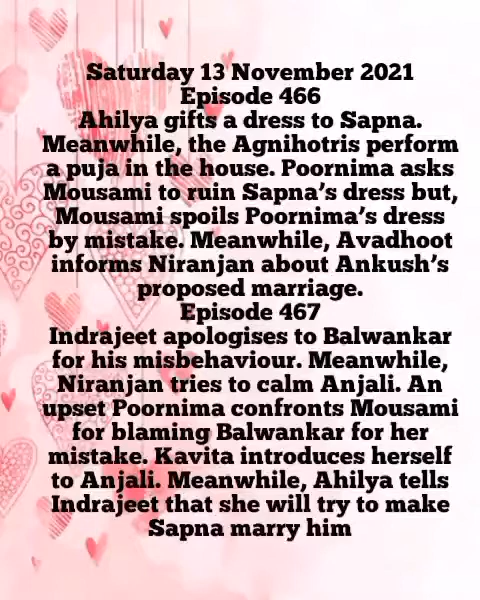 Saturday 13 November 2021
Episode 466
Ahilya gifts a dress to Sapna.
Meanwhile, the Agnihotris perform
a puja in the house. Poornima asks
Mousami to ruin Sapna's dress but,
Mousami spoils Poornima's dress
by mistake. Meanwhile, Avadhoot
informs Niranjan about Ankush's
proposed marriage.
Episode 467
Indrajeet apologises to Balwankar
for his misbehaviour. Meanwhile,
Niranjan tries to calm Anjali. An
upset Poornima confronts Mousami
for blaming Balwankar for her
mistake. Kavita introduces herself
to Anjali. Meanwhile, Ahilya tells
Indrajeet that she will try to make
Sapna marry him